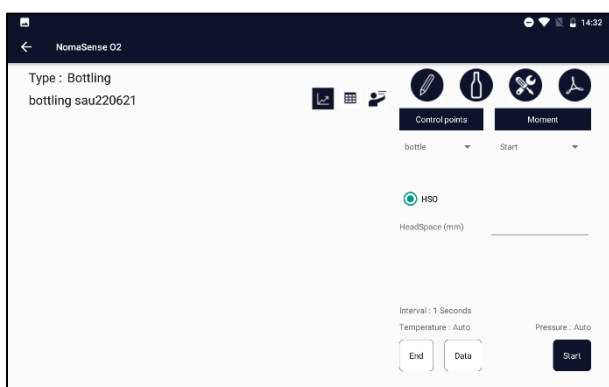 14:32
NomaSense O2
Type : Bottling
bottling sau220621
Control points
Moment
bottle
Start
HSO
HeadSpace (mm)
Interval : 1 Seconds
Temperature : Auto
Pressure : Auto
End
Data
Start